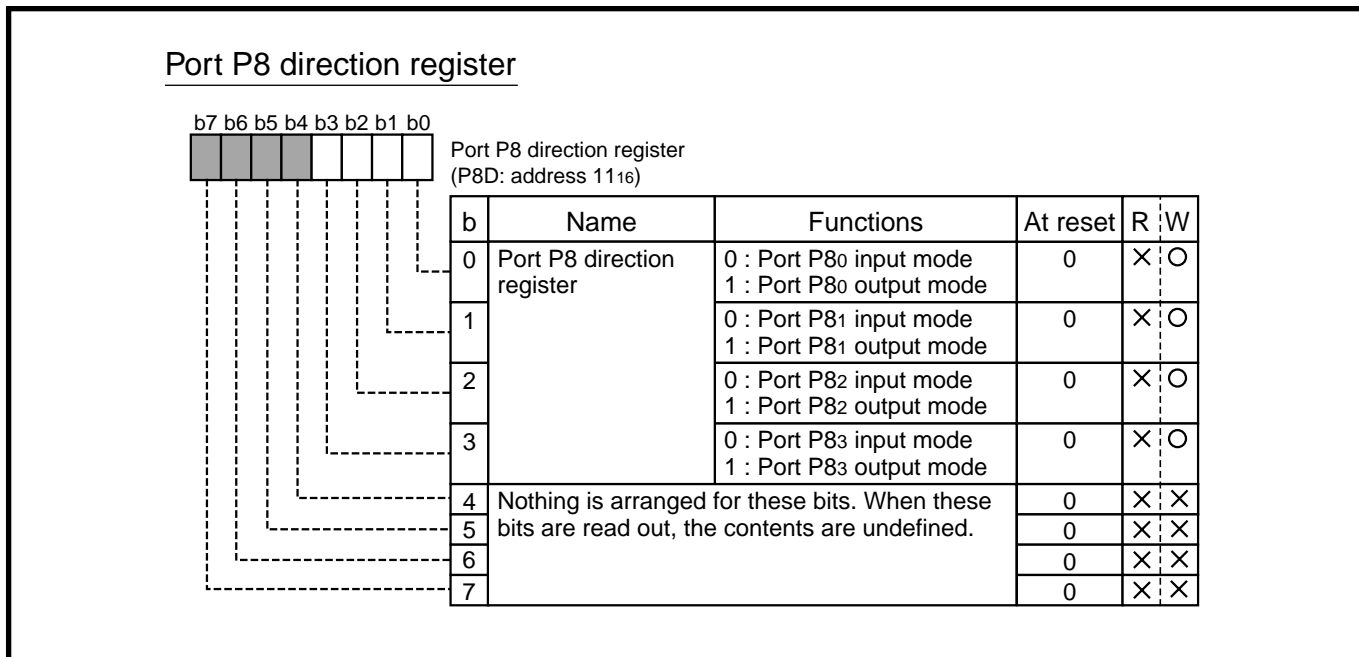 Port P8 direction register
b7 b6 b5 b4 b3 b2 b1 b0
Port P8 direction register
(P8D: address 1116)
b Name Functions At reset R W
0 Port P8 direction 0 : Port P80 input mode 0 × ○
register 1 : Port P80 output mode
1 0 : Port P81 input mode 0 × ○
1 : Port P81 output mode
2 0 : Port P82 input mode 0 × ○
1 : Port P82 output mode
3 0 : Port P83 input mode 0 × ○
1 : Port P83 output mode
4 Nothing is arranged for these bits. When these 0 × ×
5 bits are read out, the contents are undefined. 0 × ×
6 0 × ×
7 0 × ×